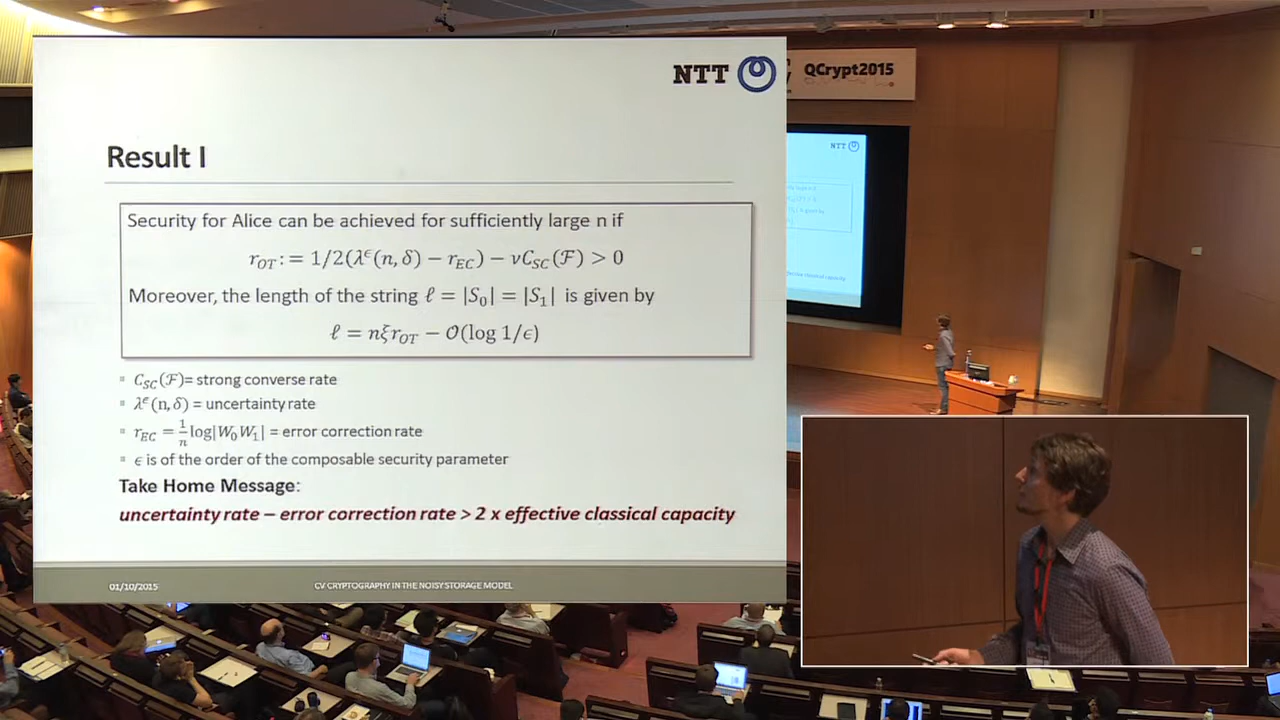 NTT
QCrypt2015
NTT
Result I
Security for Alice can be achieved for sufficiently large n if
r_OT := 1/2(λ^ϵ(n, δ) − r_EC) − νC_SC(ℱ) > 0
Moreover, the length of the string ℓ = |S_0| = |S_1| is given by
ℓ = nξr_OT − 𝒪(log 1/ϵ)
C_SC(ℱ)= strong converse rate
λ^ϵ(n, δ) = uncertainty rate
r_EC = 1/n log|W_0W_1| = error correction rate
ϵ is of the order of the composable security parameter
Take Home Message:
uncertainty rate – error correction rate > 2 x effective classical capacity
01/10/2015 CV CRYPTOGRAPHY IN THE NOISY STORAGE MODEL